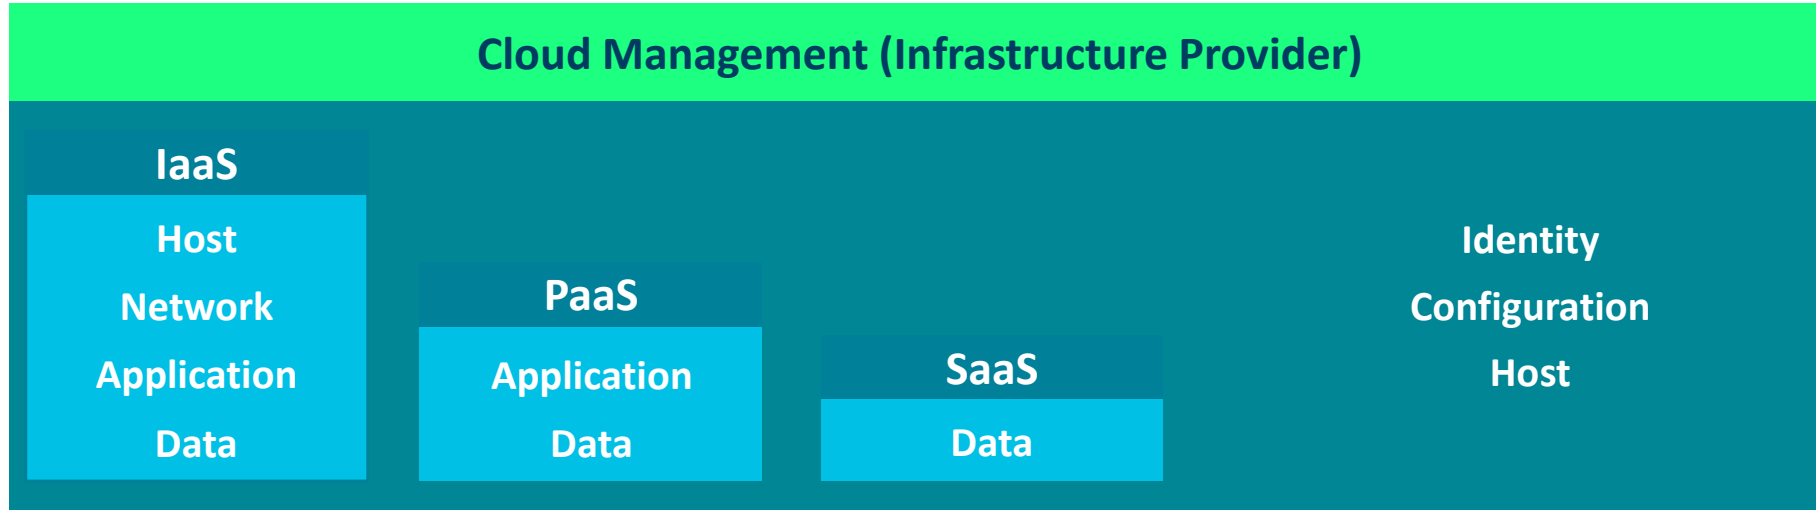 Cloud Management (Infrastructure Provider)
IaaS
Host
Network
Application
Data
PaaS
Application
Data
SaaS
Data
Identity
Configuration
Host